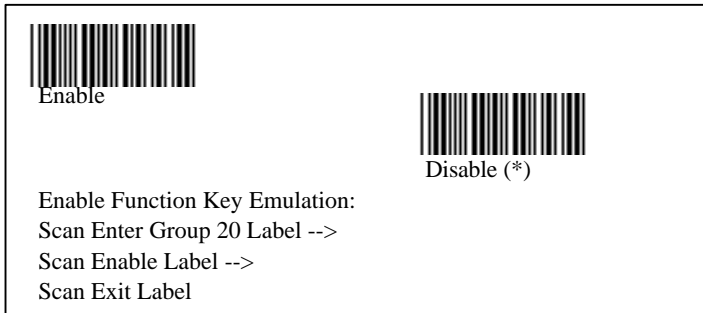 Enable
Disable (*)
Enable Function Key Emulation:
Scan Enter Group 20 Label -->
Scan Enable Label -->
Scan Exit Label